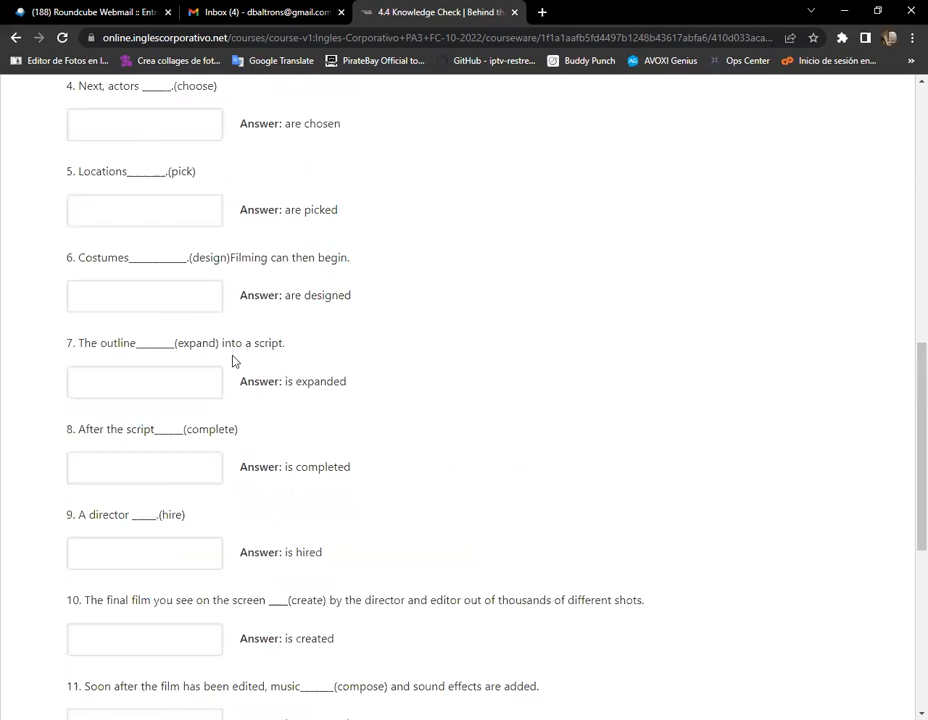 (188) Roundcube Webmail :: Entr
Inbox (4) - dbaltrons@gmail.com
4.4 Knowledge Check | Behind th
online.inglescorporativo.net/courses/course-v1:Ingles-Corporativo+PA3+FC-10-2022/courseware/1f1a1aafb5fd4497b1248b43617abfa6/410d033aca...
Editor de Fotos en l...
Crea collages de fot...
Google Translate
PirateBay Official to...
GitHub - iptv-restre...
Buddy Punch
AVOXI Genius
Ops Center
Inicio de sesión en...
»
4. Next, actors _____.(choose)
Answer: are chosen
5. Locations_______.(pick)
Answer: are picked
6. Costumes__________.(design)Filming can then begin.
Answer: are designed
7. The outline_______(expand) into a script.
Answer: is expanded
8. After the script_____(complete)
Answer: is completed
9. A director ____.(hire)
Answer: is hired
10. The final film you see on the screen ___(create) by the director and editor out of thousands of different shots.
Answer: is created
11. Soon after the film has been edited, music______(compose) and sound effects are added.